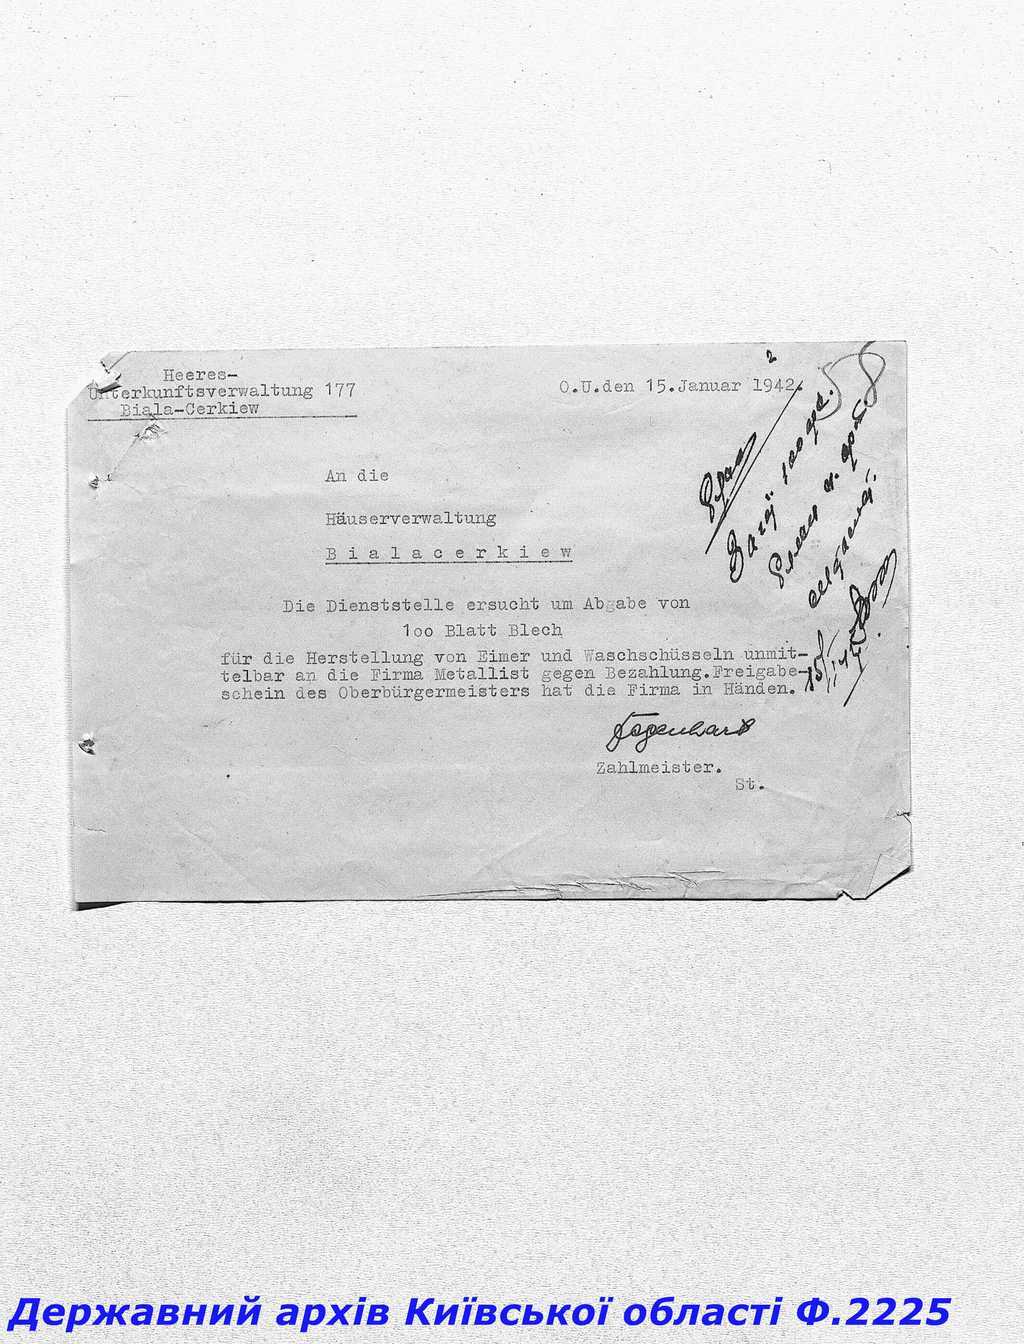 Heeres-
Unterkunftsverwaltung 177
Biala-Cerkiew
O.U.den 15.Januar 1942.
2
58
An die
Häuserverwaltung
B i a l a c e r k i e w
Die Dienststelle ersucht um Abgabe von
1oo Blatt Blech
für die Herstellung von Eimer und Waschschüsseln unmit-
telbar an die Firma Metallist gegen Bezahlung.Freigabe-
schein des Oberbürgermeisters hat die Firma in Händen.
Zahlmeister.
St.
Державний архів Київської області Ф.2225